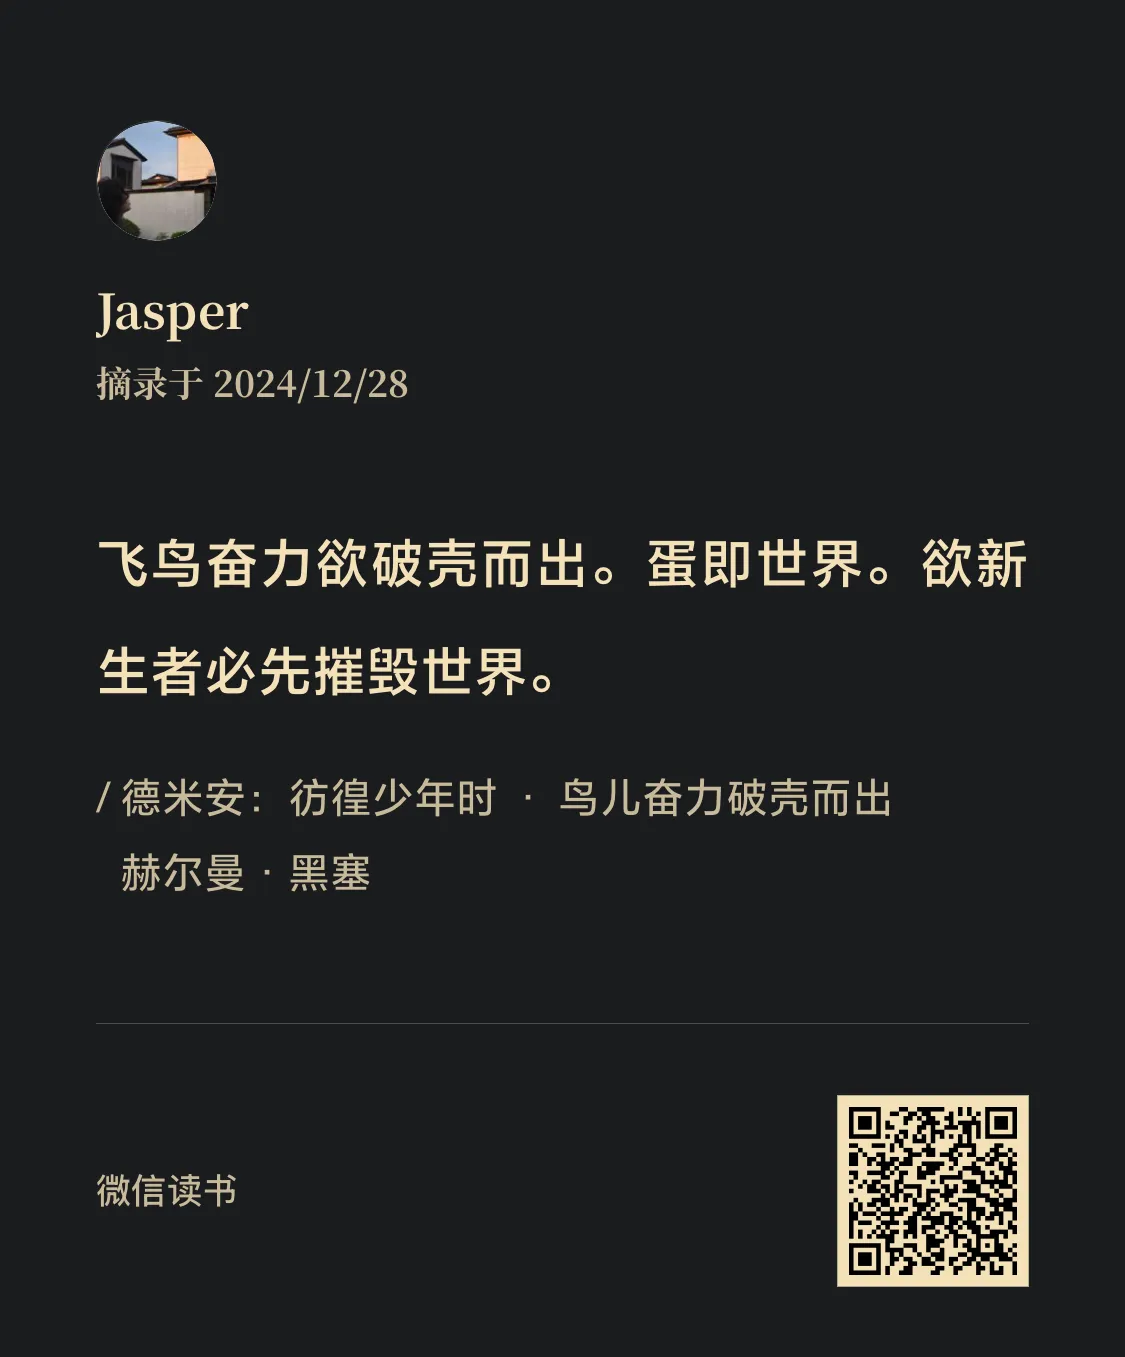 Jasper
摘录于 2024/12/28
飞鸟奋力欲破壳而出。蛋即世界。欲新
生者必先摧毁世界。
/ 德米安：彷徨少年时 · 鸟儿奋力破壳而出
赫尔曼 · 黑塞
微信读书